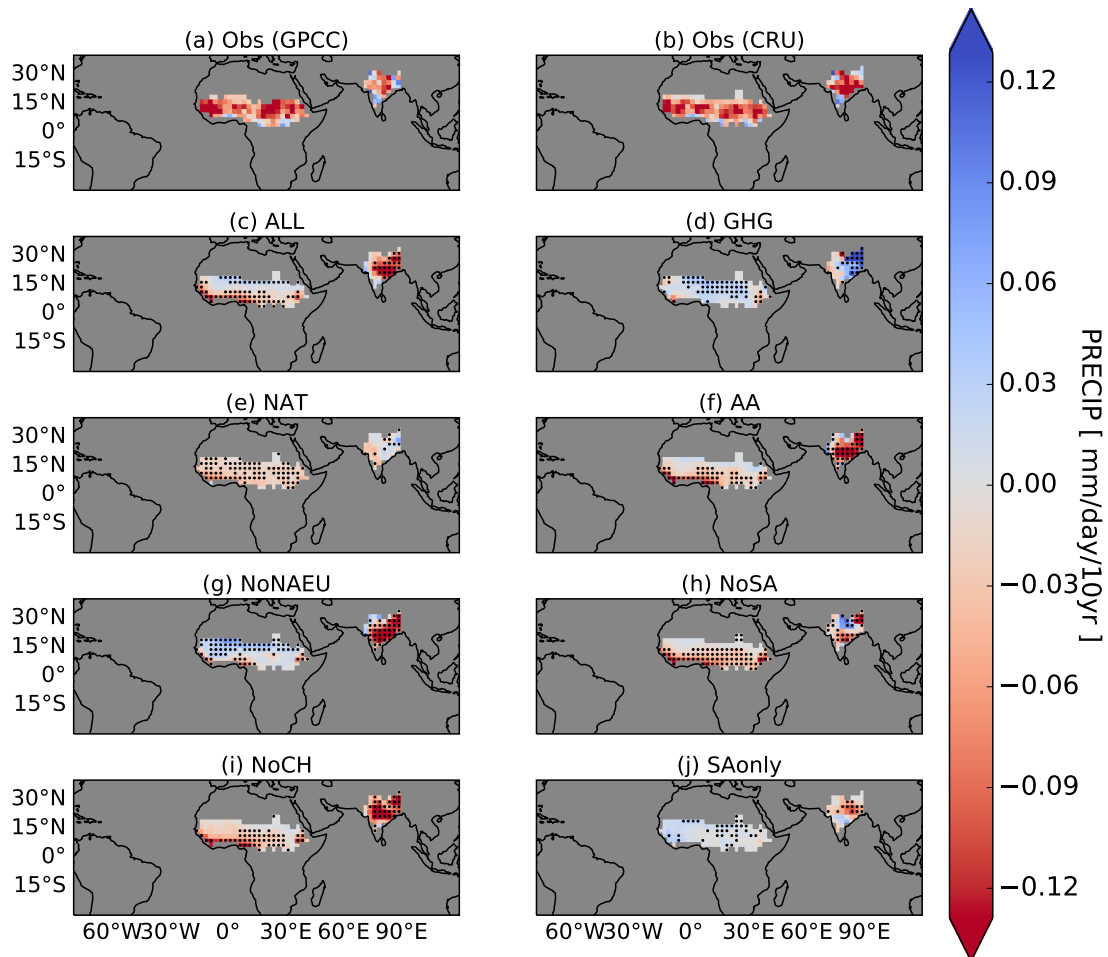 (a) Obs (GPCC)
(b) Obs (CRU)
30°N
15°N
0°
15°S
(c) ALL
(d) GHG
30°N
15°N
0°
15°S
(e) NAT
(f) AA
30°N
15°N
0°
15°S
(g) NoNAEU
(h) NoSA
30°N
15°N
0°
15°S
(i) NoCH
(j) SAonly
30°N
15°N
0°
15°S
60°W 30°W 0° 30°E 60°E 90°E
60°W 30°W 0° 30°E 60°E 90°E
0.12
0.09
0.06
0.03
0.00
−0.03
−0.06
−0.09
−0.12
PRECIP [ mm/day/10yr ]